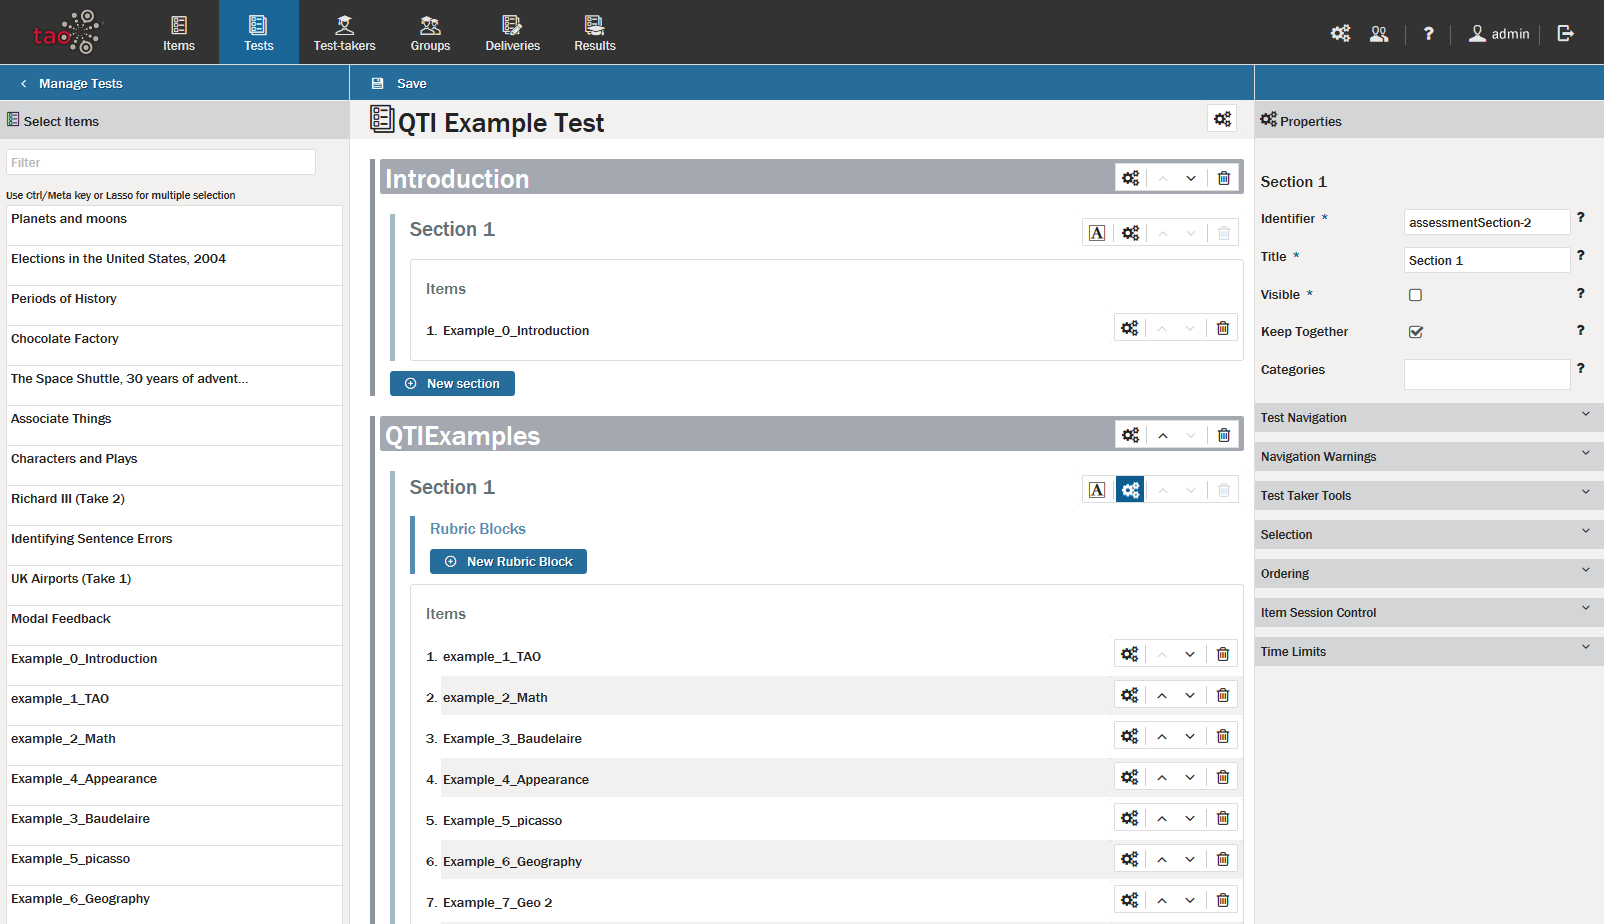 tao
Items
Tests
Test-takers
Groups
Deliveries
Results
?
admin
Manage Tests
Save
Select Items
Filter
Use Ctrl/Meta key or Lasso for multiple selection
Planets and moons
Elections in the United States, 2004
Periods of History
Chocolate Factory
The Space Shuttle, 30 years of advent...
Associate Things
Characters and Plays
Richard III (Take 2)
Identifying Sentence Errors
UK Airports (Take 1)
Modal Feedback
Example_0_Introduction
example_1_TAO
example_2_Math
Example_4_Appearance
Example_3_Baudelaire
Example_5_picasso
Example_6_Geography
QTI Example Test
Introduction
Section 1
A
Items
1. Example_0_Introduction
New section
QTIExamples
Section 1
A
Rubric Blocks
New Rubric Block
Items
1. example_1_TAO
2. example_2_Math
3. Example_3_Baudelaire
4. Example_4_Appearance
5. Example_5_picasso
6. Example_6_Geography
7. Example_7_Geo 2
Properties
Section 1
Identifier * assessmentSection-2 ?
Title * Section 1 ?
Visible * ?
Keep Together ?
Categories ?
Test Navigation
Navigation Warnings
Test Taker Tools
Selection
Ordering
Item Session Control
Time Limits